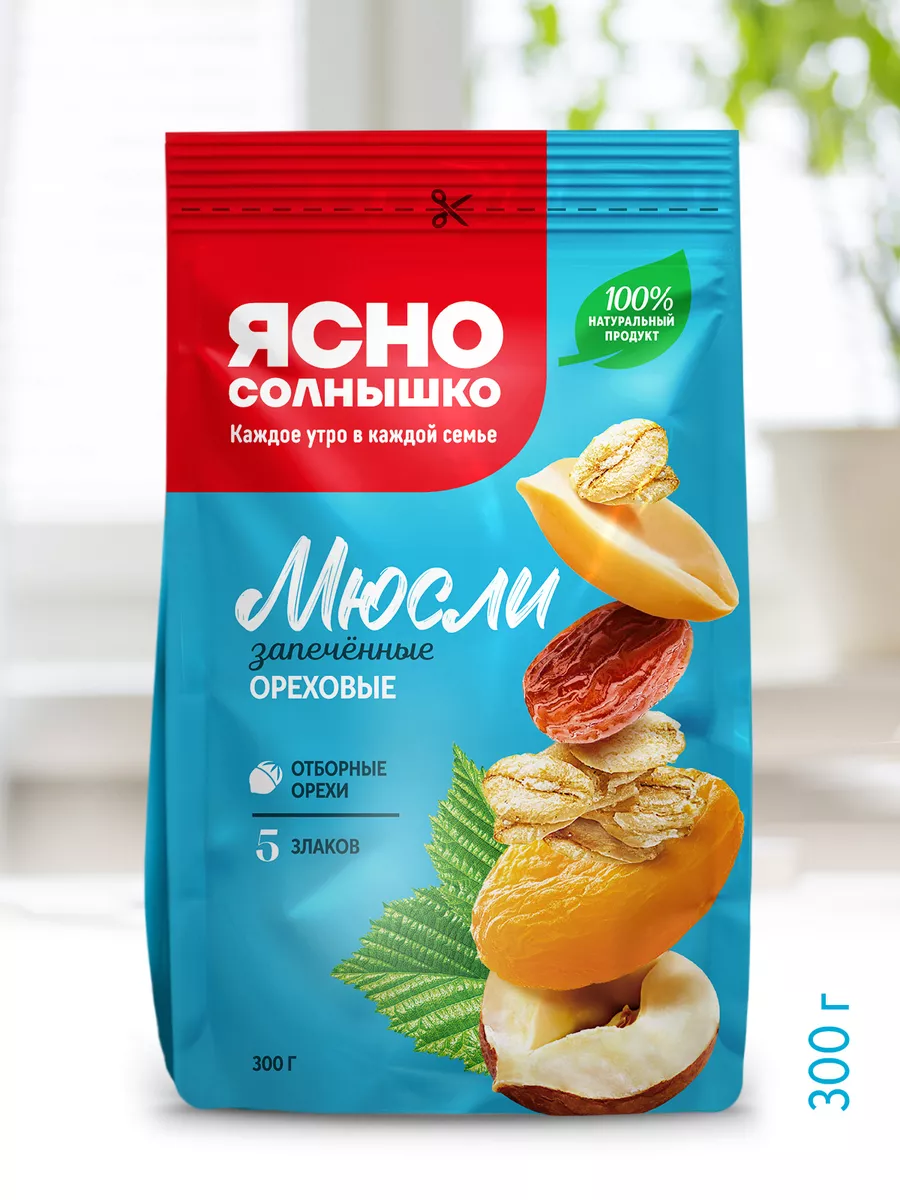 100%
НАТУРАЛЬНЫЙ
ПРОДУКТ
ЯСНО
СОЛНЫШКО
Каждое утро в каждой семье
Мюсли
запечённые
ОРЕХОВЫЕ
ОТБОРНЫЕ
ОРЕХИ
5 ЗЛАКОВ
300 Г
300 г